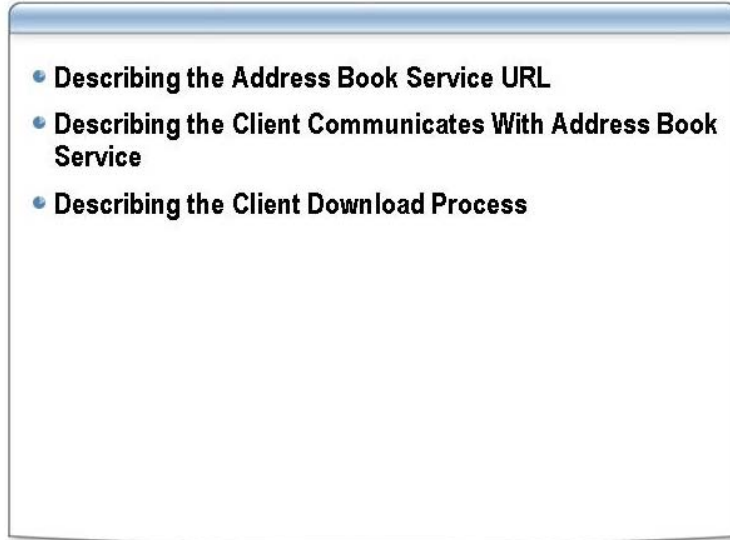 Describing the Address Book Service URL
Describing the Client Communicates With Address Book
Service
Describing the Client Download Process